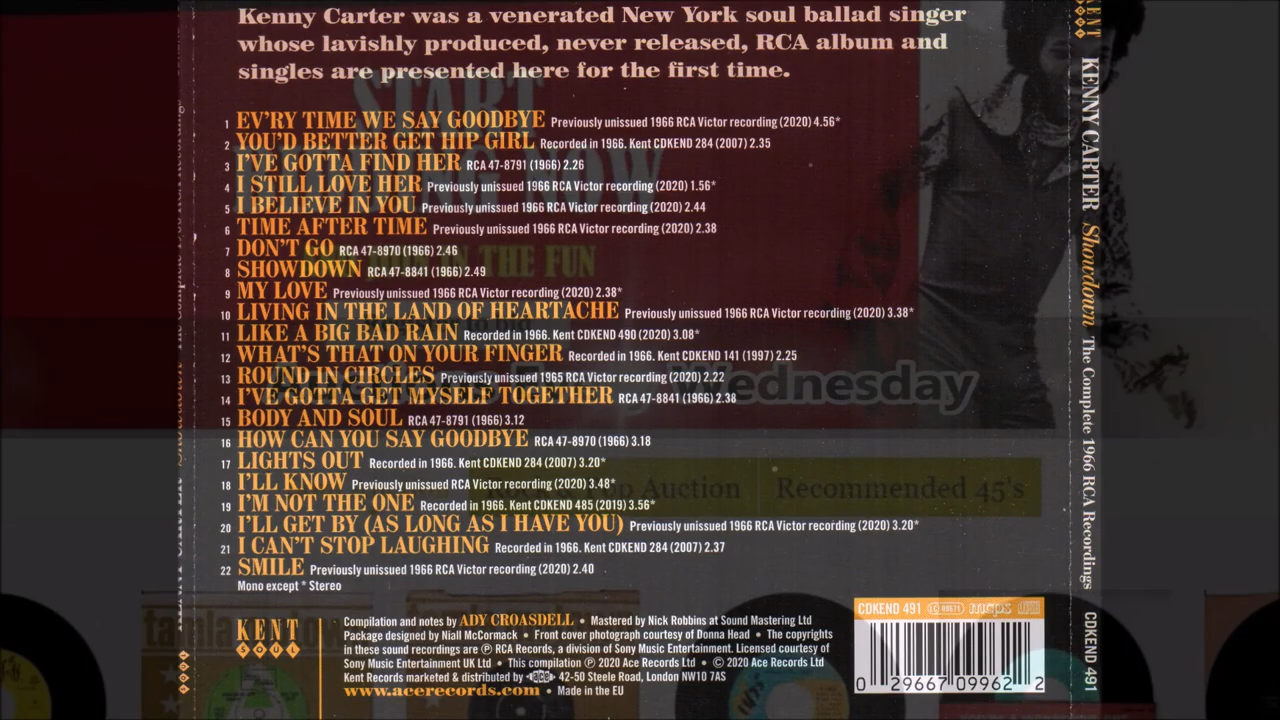 Kenny Carter was a venerated New York soul ballad singer
whose lavishly produced, never released, RCA album and
singles are presented here for the first time.
1 EV'RY TIME WE SAY GOODBYE Previously unissued 1966 RCA Victor recording (2020) 4.56*
2 YOU'D BETTER GET HIP GIRL Recorded in 1966. Kent CDKEND 284 (2007) 2.35
3 I'VE GOTTA FIND HER RCA 47-8791 (1966) 2.26
4 I STILL LOVE HER Previously unissued 1966 RCA Victor recording (2020) 1.56*
5 I BELIEVE IN YOU Previously unissued 1966 RCA Victor recording (2020) 2.44
6 TIME AFTER TIME Previously unissued 1966 RCA Victor recording (2020) 2.38
7 DON'T GO RCA 47-8970 (1966) 2.46
8 SHOWDOWN RCA 47-8841 (1966) 2.49
9 MY LOVE Previously unissued 1966 RCA Victor recording (2020) 2.38*
10 LIVING IN THE LAND OF HEARTACHE Previously unissued 1966 RCA Victor recording (2020) 3.38*
11 LIKE A BIG BAD RAIN Recorded in 1966. Kent CDKEND 490 (2020) 3.08*
12 WHAT'S THAT ON YOUR FINGER Recorded in 1966. Kent CDKEND 141 (1997) 2.25
13 ROUND IN CIRCLES Previously unissued 1965 RCA Victor recording (2020) 2.22
14 I'VE GOTTA GET MYSELF TOGETHER RCA 47-8841 (1966) 2.38
15 BODY AND SOUL RCA 47-8791 (1966) 3.12
16 HOW CAN YOU SAY GOODBYE RCA 47-8970 (1966) 3.18
17 LIGHTS OUT Recorded in 1966. Kent CDKEND 284 (2007) 3.20*
18 I'LL KNOW Previously unissued 1966 RCA Victor recording (2020) 3.48*
19 I'M NOT THE ONE Recorded in 1966. Kent CDKEND 485 (2019) 3.56*
20 I'LL GET BY (AS LONG AS I HAVE YOU) Previously unissued 1966 RCA Victor recording (2020) 3.20*
21 I CAN'T STOP LAUGHING Recorded in 1966. Kent CDKEND 284 (2007) 2.37
22 SMILE Previously unissued 1966 RCA Victor recording (2020) 2.40
Mono except * Stereo
KENT
SOUL
Compilation and notes by ADY CROASDELL • Mastered by Nick Robbins at Sound Mastering Ltd
Package designed by Niall McCormack • Front cover photograph courtesy of Donna Head • The copyrights
in these sound recordings are ℗ RCA Records, a division of Sony Music Entertainment. Licensed courtesy of
Sony Music Entertainment UK Ltd • This compilation ℗ 2020 Ace Records Ltd • © 2020 Ace Records Ltd
Kent Records marketed & distributed by ACE 42-50 Steele Road, London NW10 7AS
www.acerecords.com • Made in the EU
CDKEND 491 mcps
0 29667 09962 2
KENT KENNY CARTER Showdown The Complete 1966 RCA Recordings CDKEND 491
START
NOW
THE FUN
Wednesday
Rock & Pop Auction
Recommended 45's
tamla